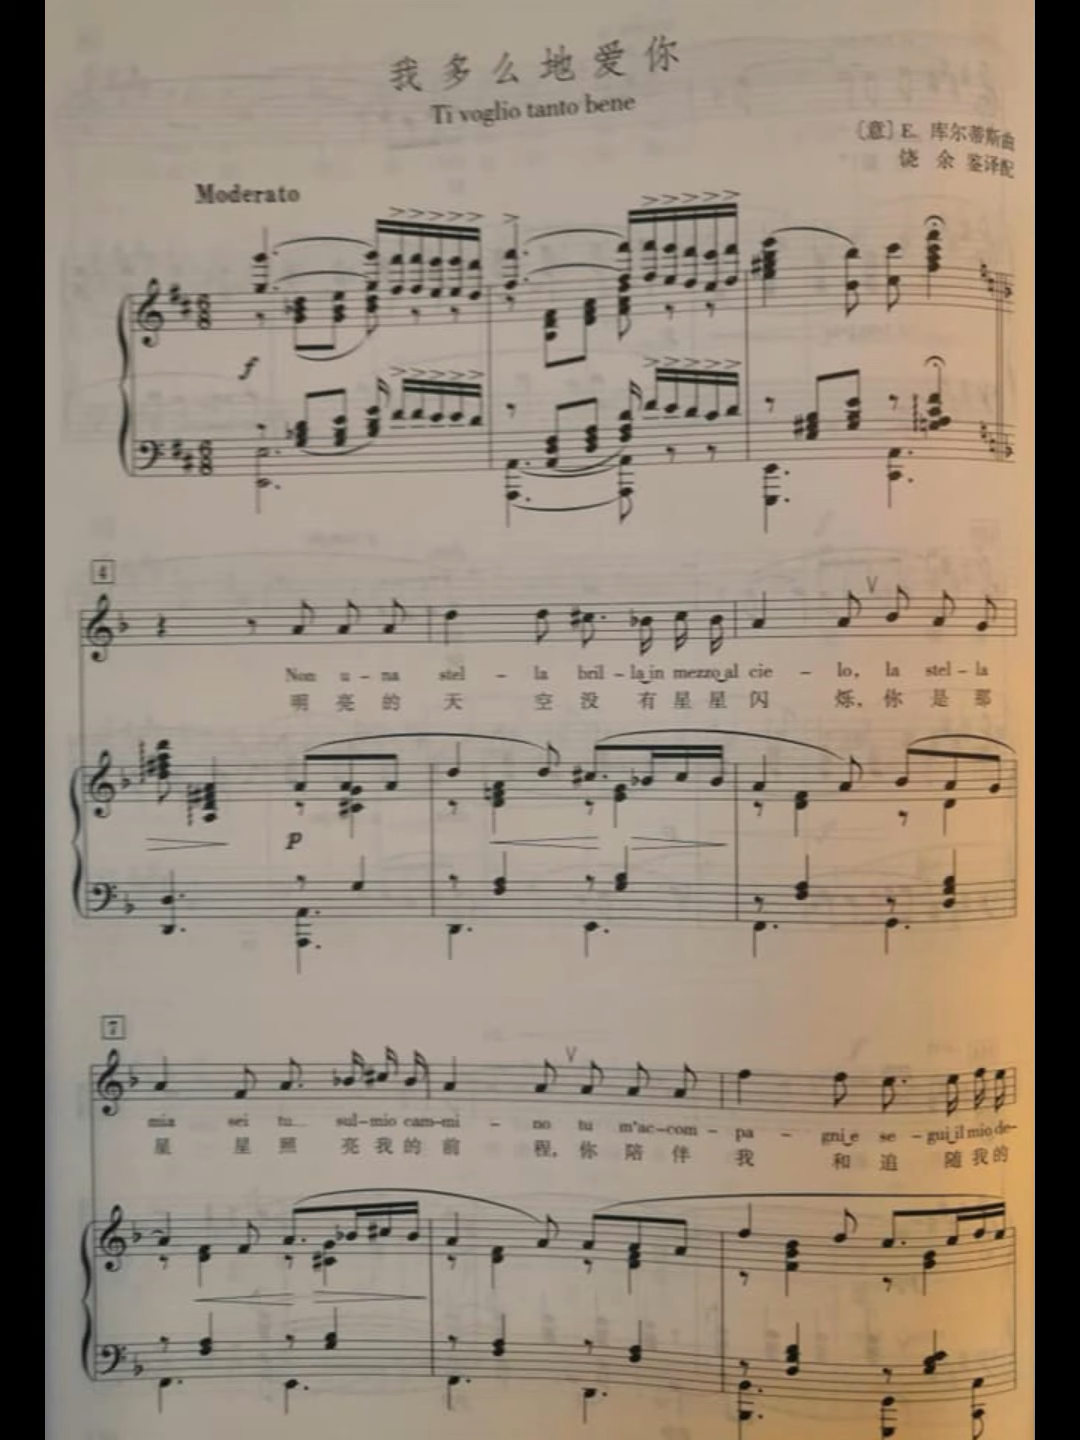 我多么地爱你
Ti voglio tanto bene
［意］E. 库尔蒂斯曲
饶 余 鉴译配
Moderato
f
4
Non u - na stel - la bril - la in mezzo al cie - lo, la stel - la
明 亮 的 天 空 没 有 星 星 闪 烁, 你 是 那
p
7
mia sei tu sul - mio cam - mi - no tu m'ac - com - pa - gni e se - gui il mio de-
星 星 照 亮 我 的 前 程, 你 陪 伴 我 和 追 随 我 的